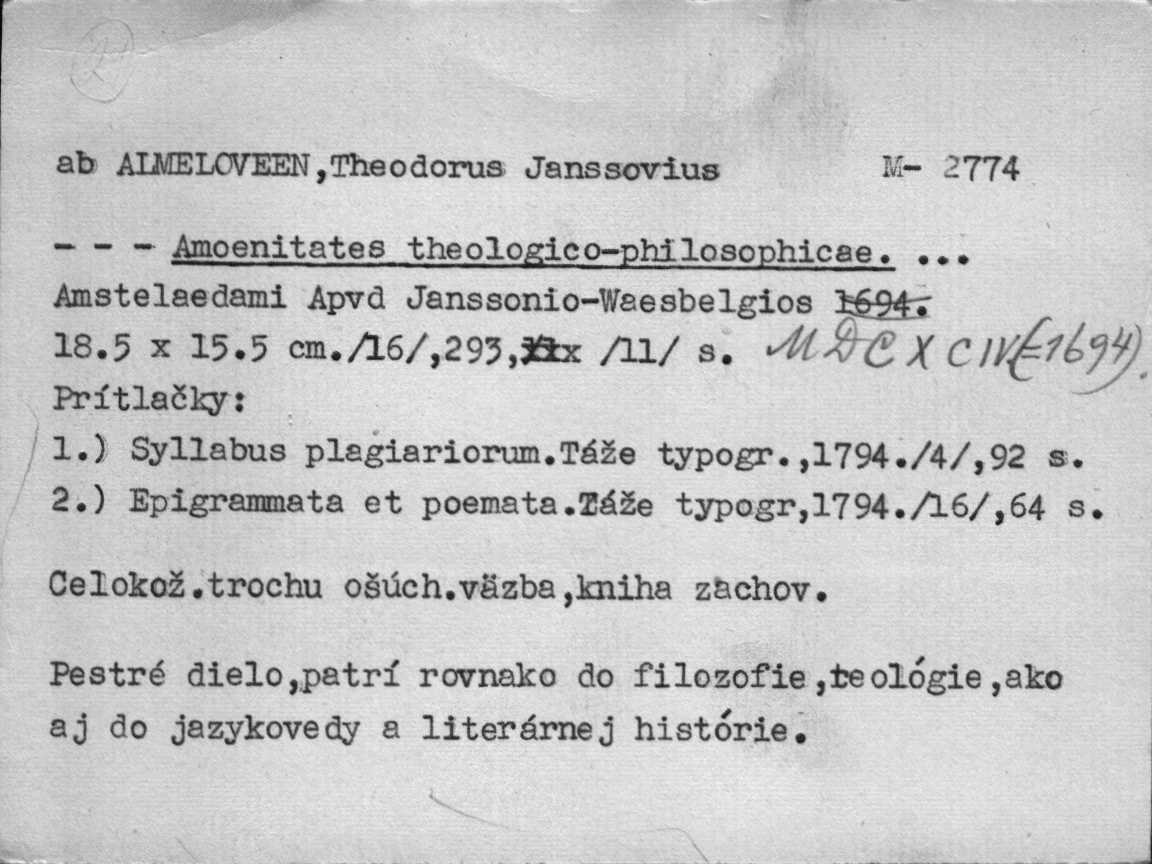 2
ab ALMELOVEEN,Theodorus Janssovius M- 2774
- - - Amoenitates theologico-philosophicae. ...
Amstelaedami Apvd Janssonio-Waesbelgios 1694.
18.5 x 15.5 cm./16/,293, /11/ s. MDCXCIV(=1694).
Prítlačky:
1.) Syllabus plagiariorum.Táže typogr.,1794./4/,92 s.
2.) Epigrammata et poemata.Táže typogr,1794./16/,64 s.
Celokož.trochu ošúch.väzba,kniha zachov.
Pestré dielo,patrí rovnako do filozofie,teológie,ako
aj do jazykovedy a literárnej histórie.